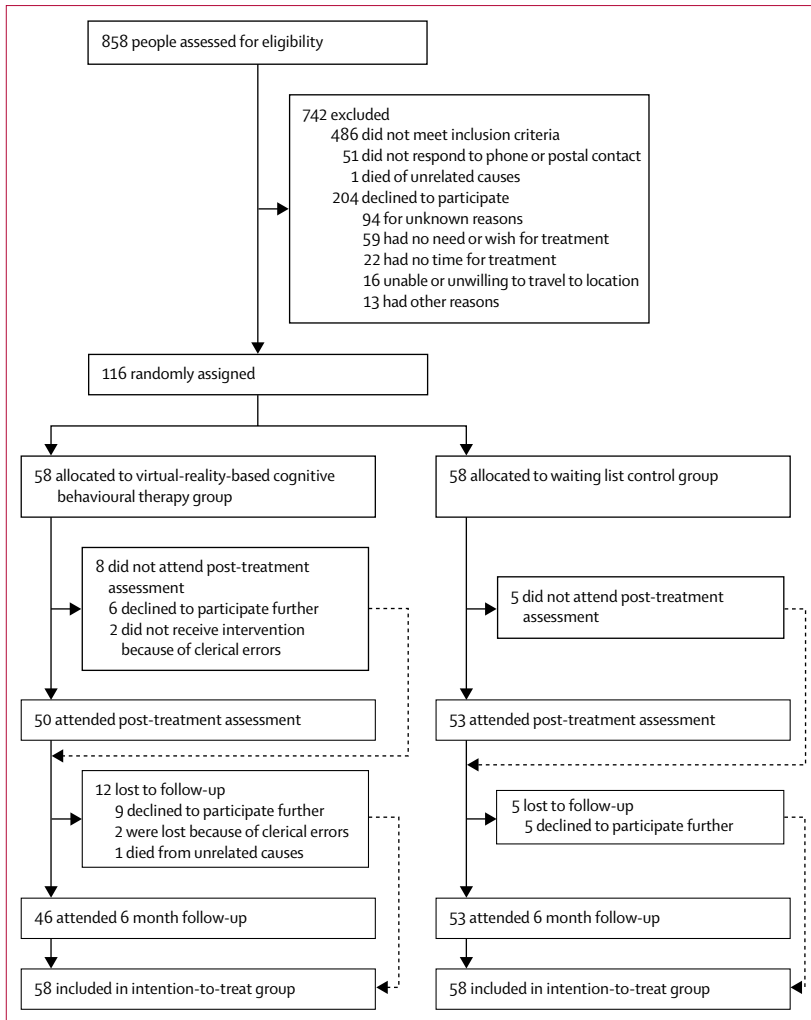 858 people assessed for eligibility
742 excluded
486 did not meet inclusion criteria
51 did not respond to phone or postal contact
1 died of unrelated causes
204 declined to participate
94 for unknown reasons
59 had no need or wish for treatment
22 had no time for treatment
16 unable or unwilling to travel to location
13 had other reasons
116 randomly assigned
58 allocated to virtual-reality-based cognitive
behavioural therapy group
58 allocated to waiting list control group
8 did not attend post-treatment
assessment
6 declined to participate further
2 did not receive intervention
because of clerical errors
5 did not attend post-treatment
assessment
50 attended post-treatment assessment
53 attended post-treatment assessment
12 lost to follow-up
9 declined to participate further
2 were lost because of clerical errors
1 died from unrelated causes
5 lost to follow-up
5 declined to participate further
46 attended 6 month follow-up
53 attended 6 month follow-up
58 included in intention-to-treat group
58 included in intention-to-treat group